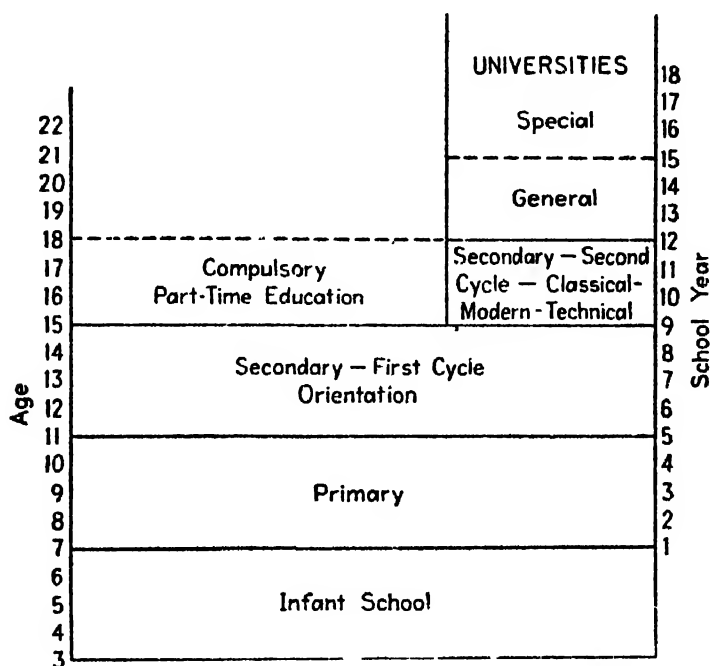 UNIVERSITIES
Special
General
Compulsory
Part-Time Education
Secondary — Second
Cycle — Classical-
Modern-Technical
Secondary — First Cycle
Orientation
Primary
Infant School
Age
22
21
20
19
18
17
16
15
14
13
12
11
10
9
8
7
6
5
4
3
School Year
18
17
16
15
14
13
12
11
10
9
8
7
6
5
4
3
2
1